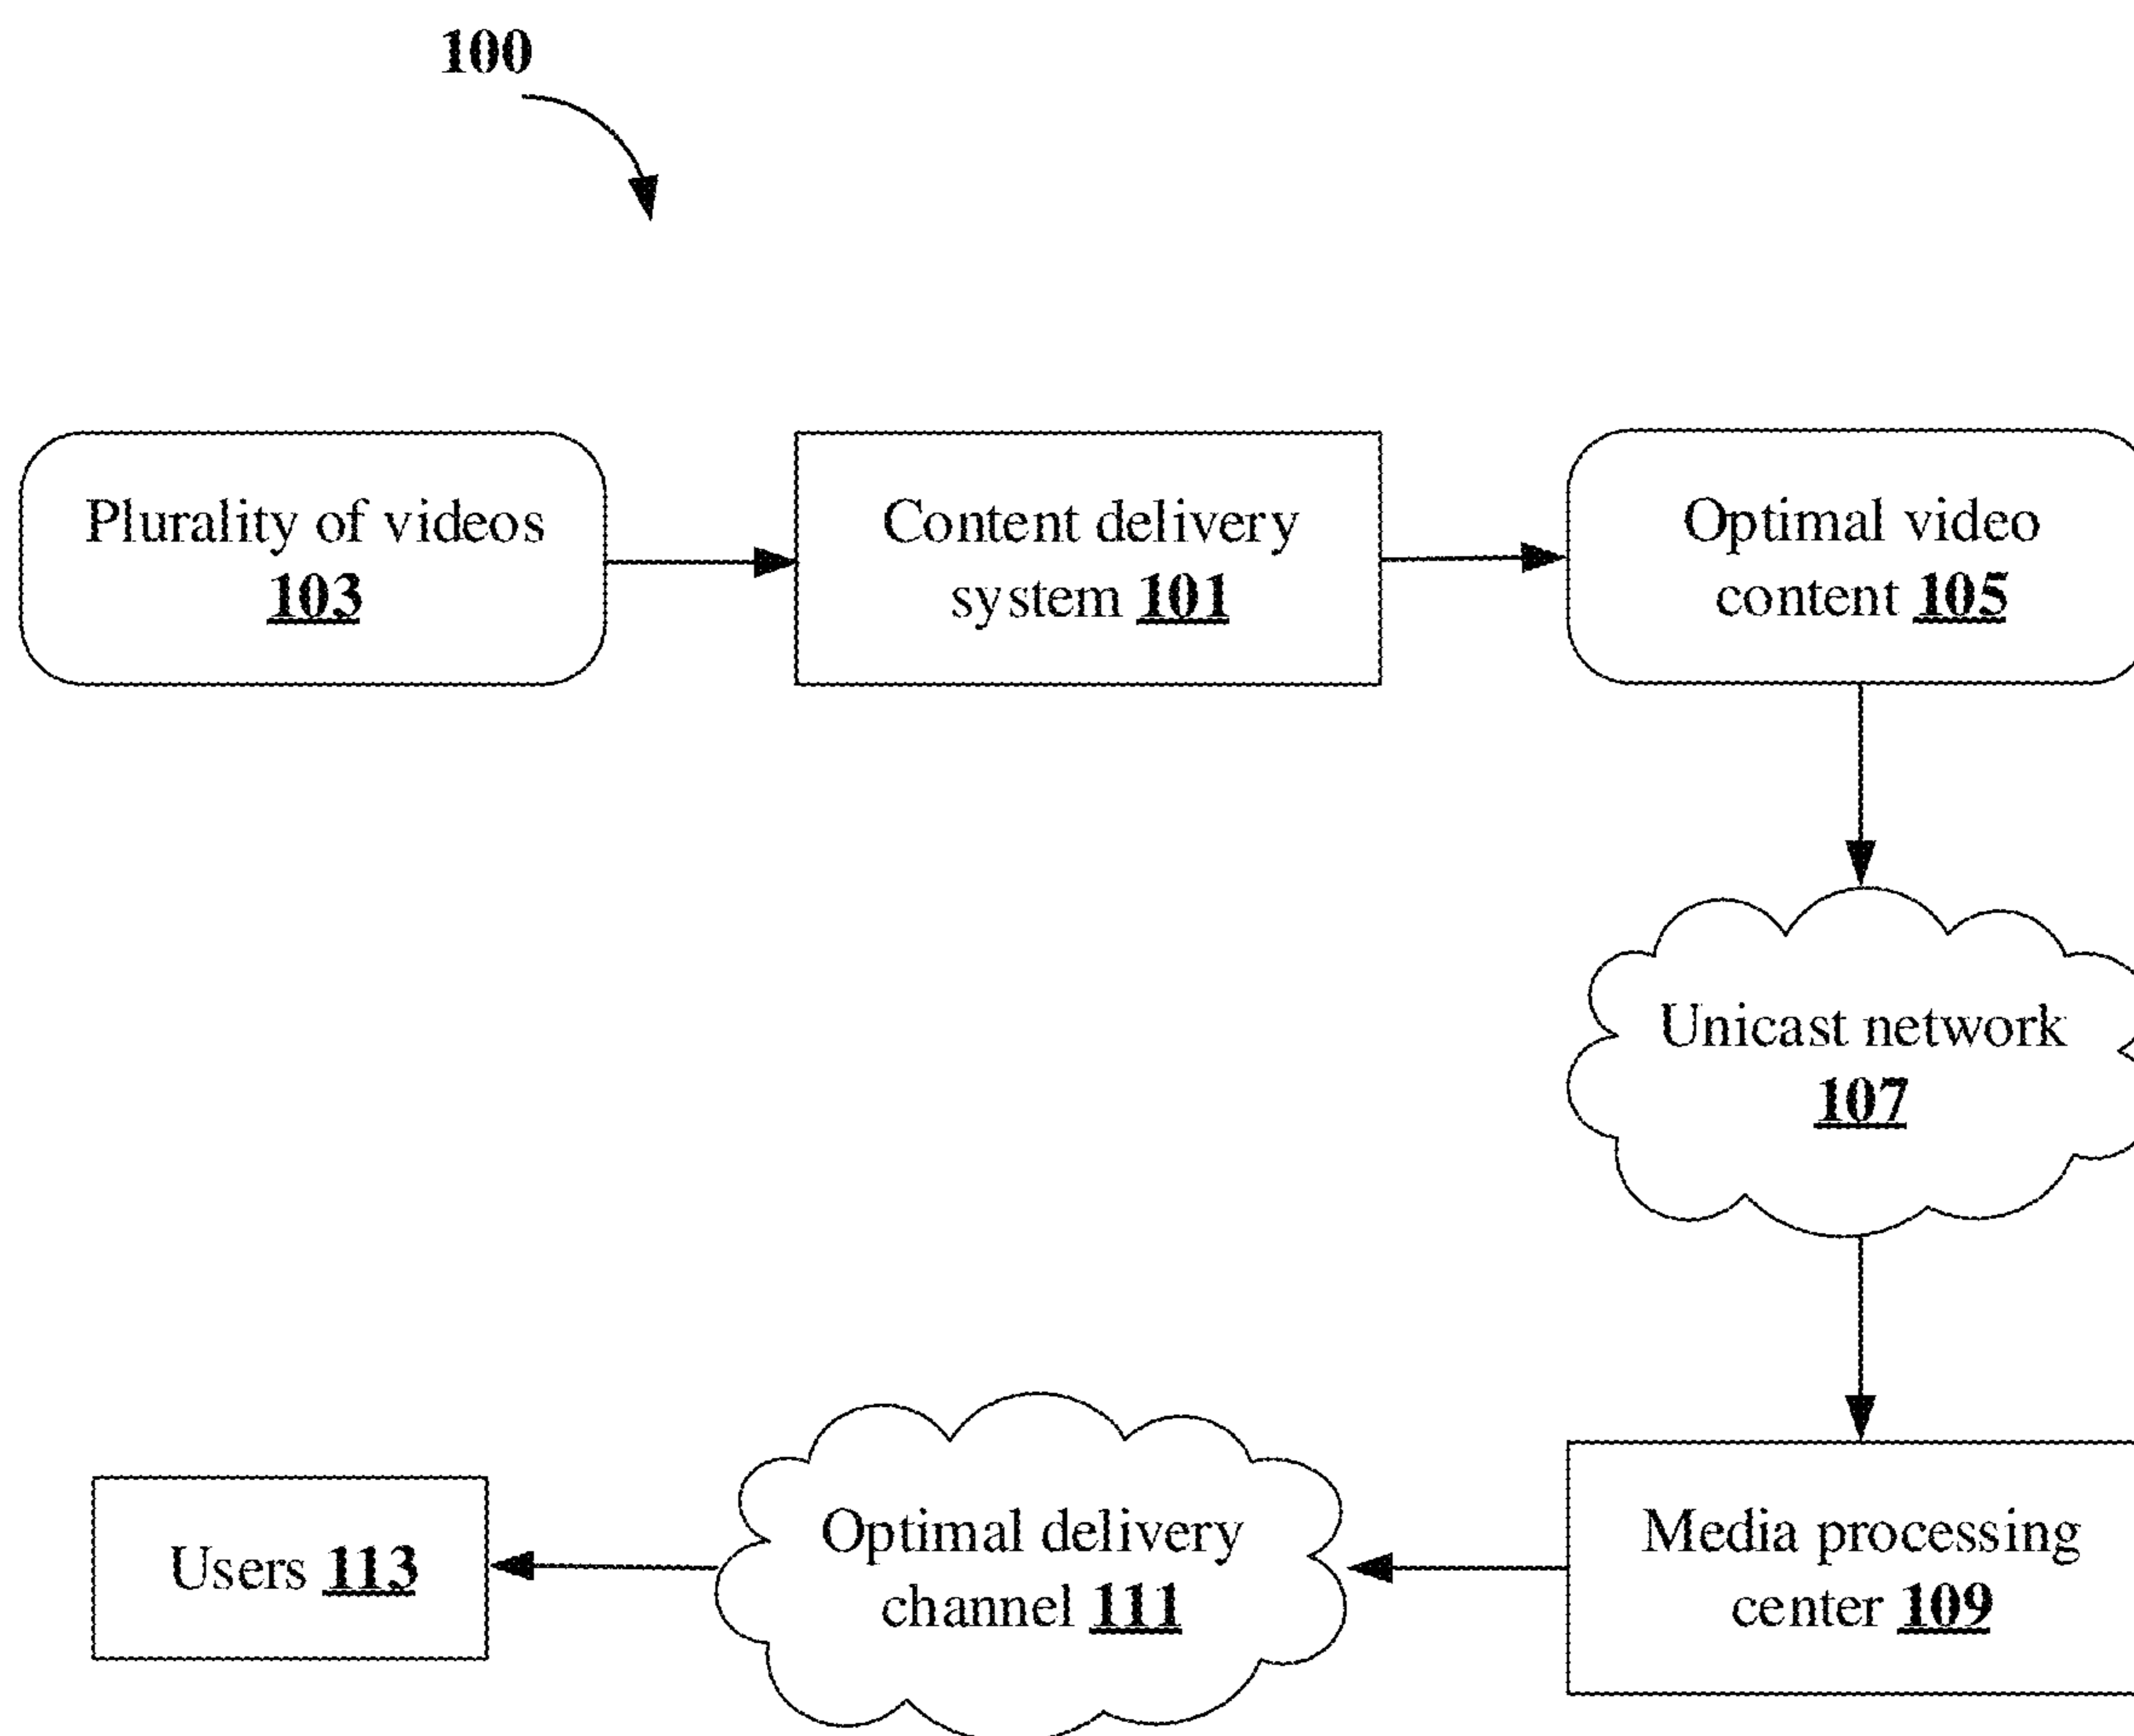 100
Plurality of videos
103
Content delivery
system 101
Optimal video
content 105
Unicast network
107
Media processing
center 109
Optimal delivery
channel 111
Users 113